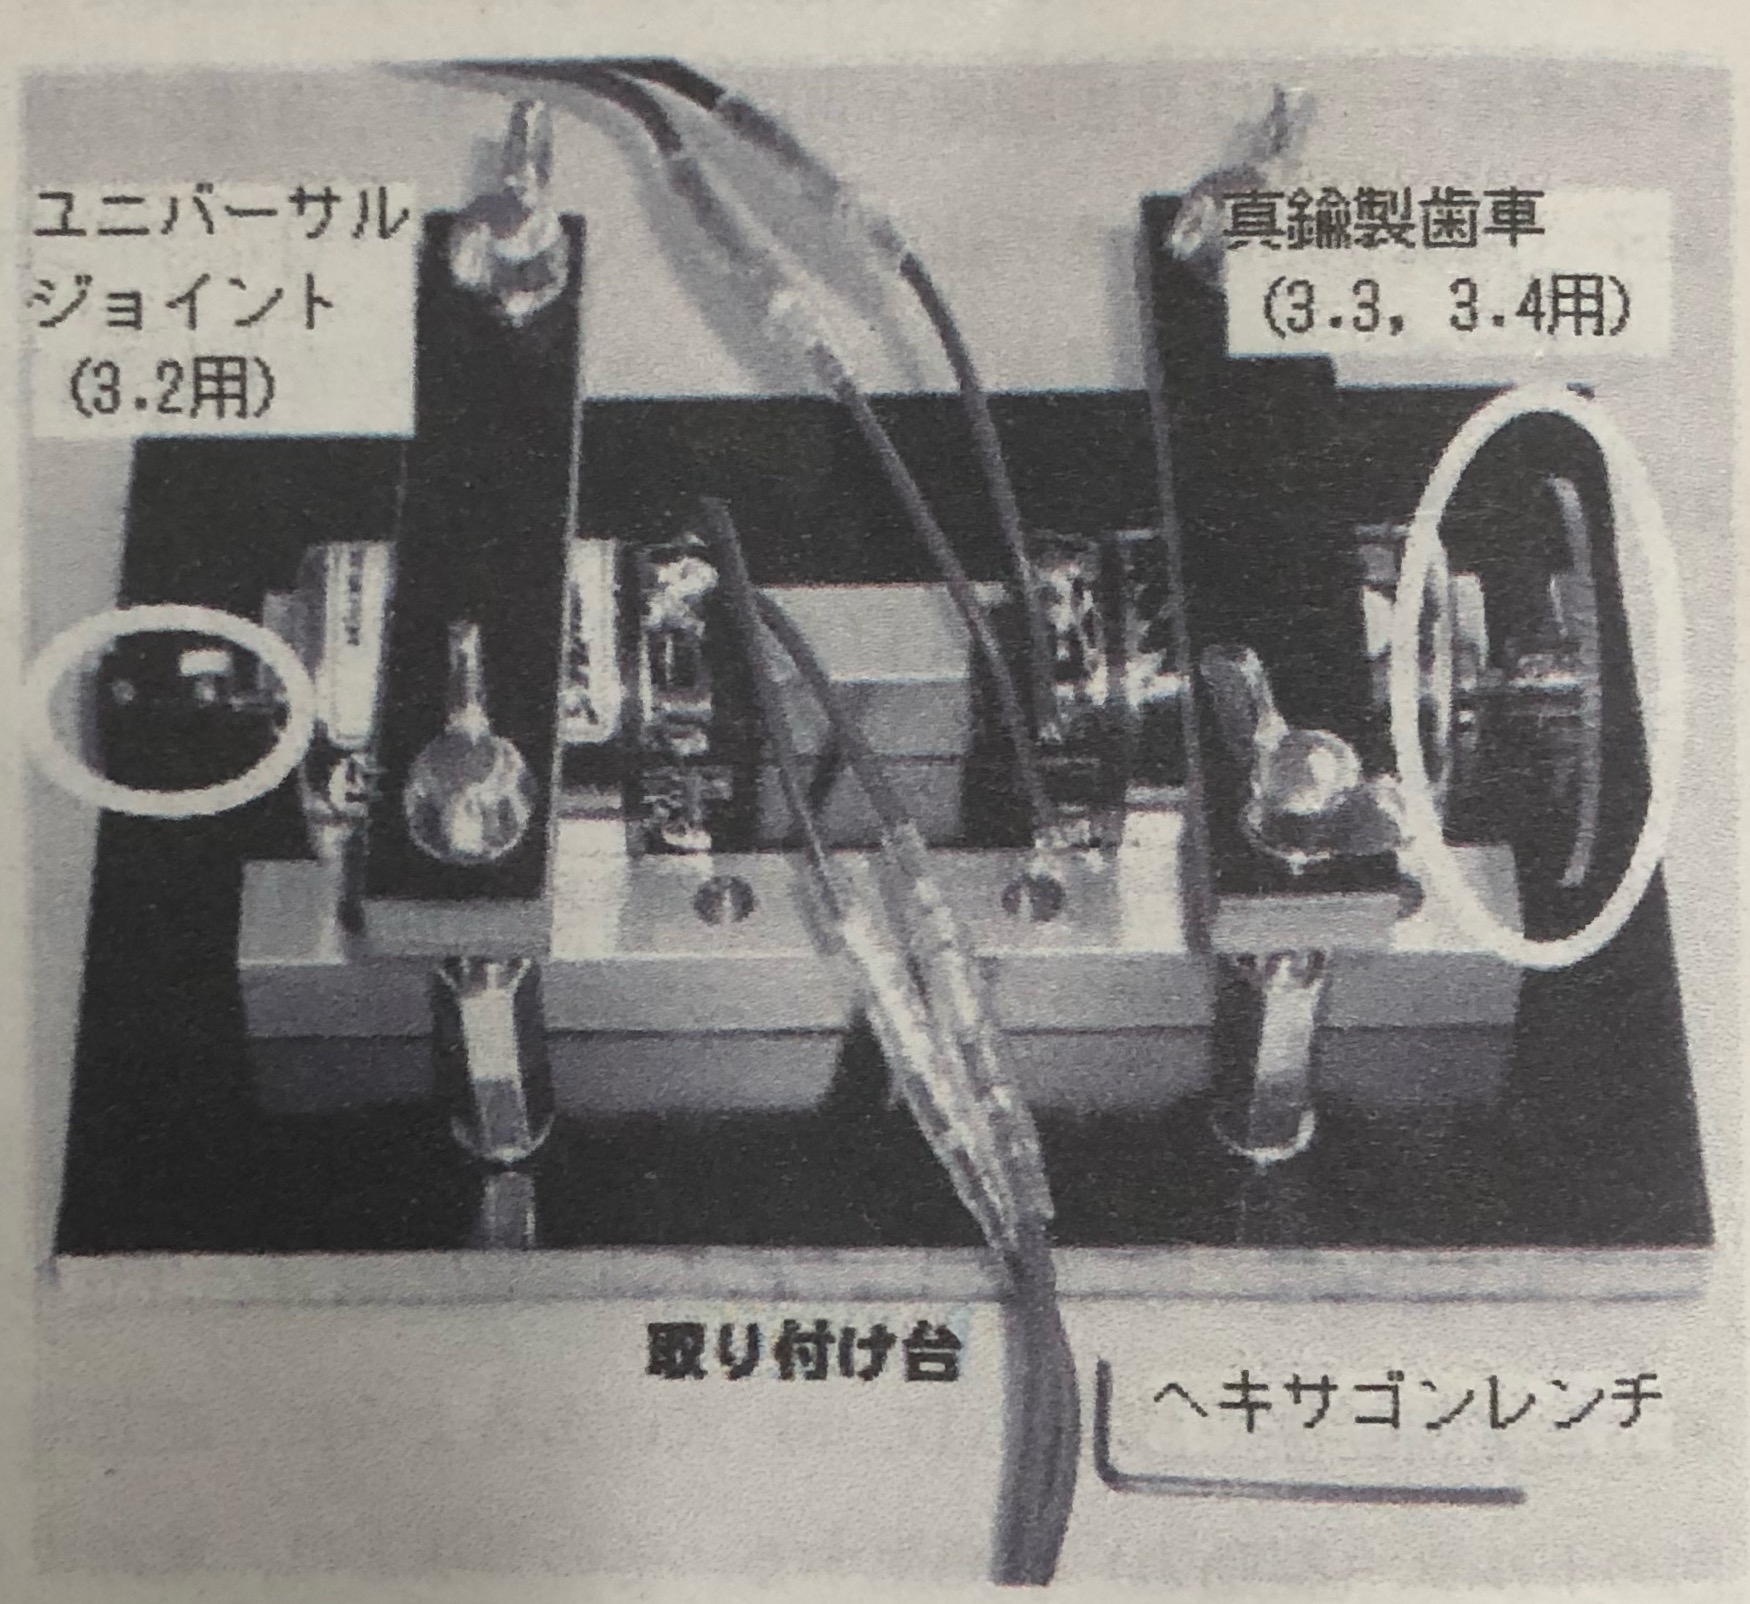 ユニバーサル
ジョイント
(3.2用)
真鍮製歯車
(3.3, 3.4用)
取り付け台
ヘキサゴンレンチ